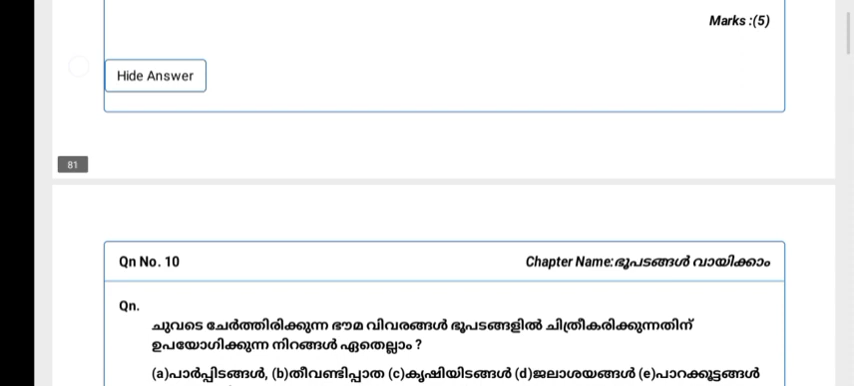 Marks :(5)
Hide Answer
81
Qn No. 10
Chapter Name:ഭൂപടങ്ങൾ വായിക്കാം
Qn.
ചുവടെ ചേർത്തിരിക്കുന്ന ഭൗമ വിവരങ്ങൾ ഭൂപടങ്ങളിൽ ചിത്രീകരിക്കുന്നതിന്
ഉപയോഗിക്കുന്ന നിറങ്ങൾ ഏതെല്ലാം ?
(a)പാർപ്പിടങ്ങൾ, (b)തീവണ്ടിപ്പാത (c)കൃഷിയിടങ്ങൾ (d)ജലാശയങ്ങൾ (e)പാറക്കൂട്ടങ്ങൾ